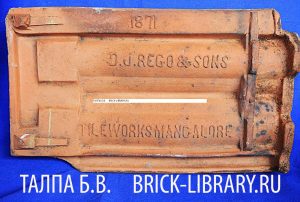 1871
D.J.REGO & SONS
TILEWORKS MANGALORE
ТАЛПА Б.В. BRICK-LIBRARY.RU